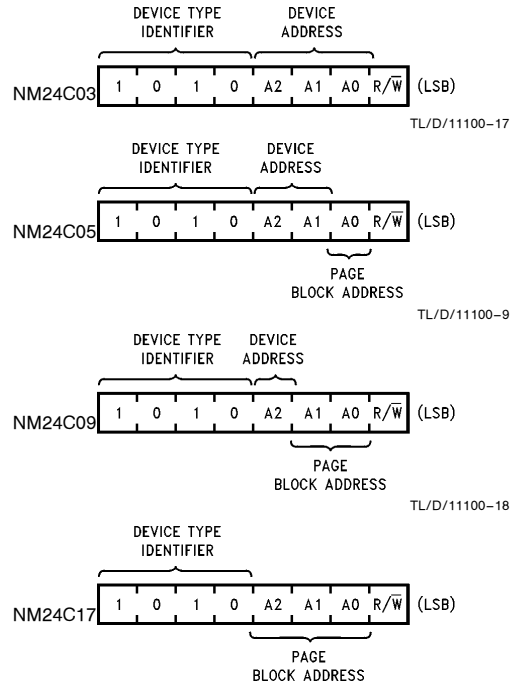 DEVICE TYPE DEVICE
IDENTIFIER ADDRESS
NM24C03 1 0 1 0 A2 A1 A0 R/W̅ (LSB)
TL/D/11100–17
DEVICE TYPE DEVICE
IDENTIFIER ADDRESS
NM24C05 1 0 1 0 A2 A1 A0 R/W̅ (LSB)
PAGE
BLOCK ADDRESS
TL/D/11100–9
DEVICE TYPE DEVICE
IDENTIFIER ADDRESS
NM24C09 1 0 1 0 A2 A1 A0 R/W̅ (LSB)
PAGE
BLOCK ADDRESS
TL/D/11100–18
DEVICE TYPE
IDENTIFIER
NM24C17 1 0 1 0 A2 A1 A0 R/W̅ (LSB)
PAGE
BLOCK ADDRESS